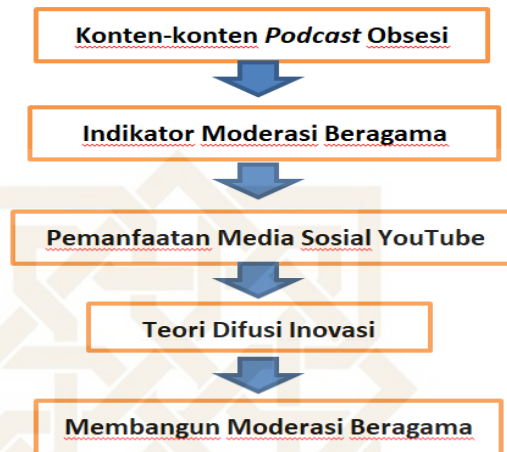 Konten-konten Podcast Obsesi
Indikator Moderasi Beragama
Pemanfaatan Media Sosial YouTube
Teori Difusi Inovasi
Membangun Moderasi Beragama